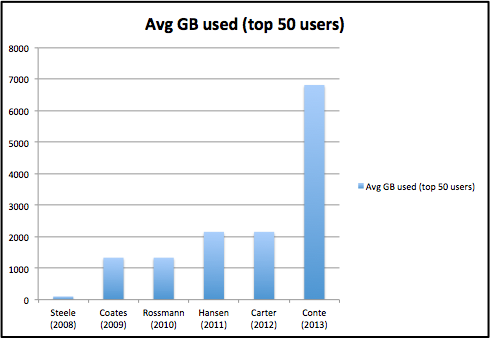 Avg GB used (top 50 users)
8000
7000
6000
5000
4000
3000
2000
1000
0
Steele (2008)
Coates (2009)
Rossmann (2010)
Hansen (2011)
Carter (2012)
Conte (2013)
Avg GB used (top 50 users)